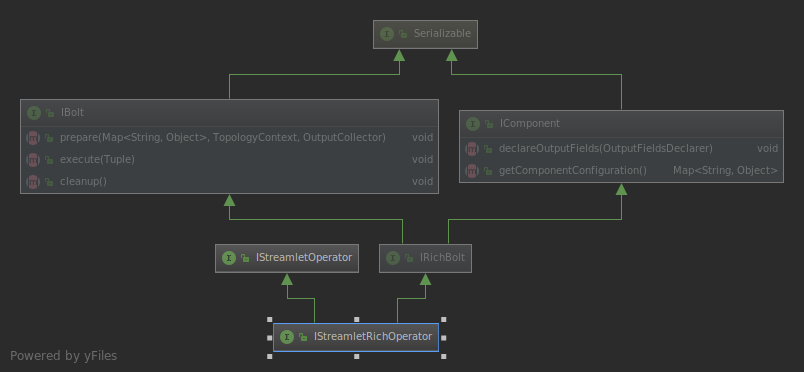 Serializable
IBolt
prepare(Map<String, Object>, TopologyContext, OutputCollector) void
execute(Tuple) void
cleanup() void
IComponent
declareOutputFields(OutputFieldsDeclarer) void
getComponentConfiguration() Map<String, Object>
IStreamletOperator
IRichBolt
IStreamletRichOperator
Powered by yFiles